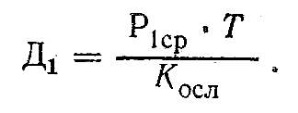 Д₁ = (P₁ср · T) / Kосл .